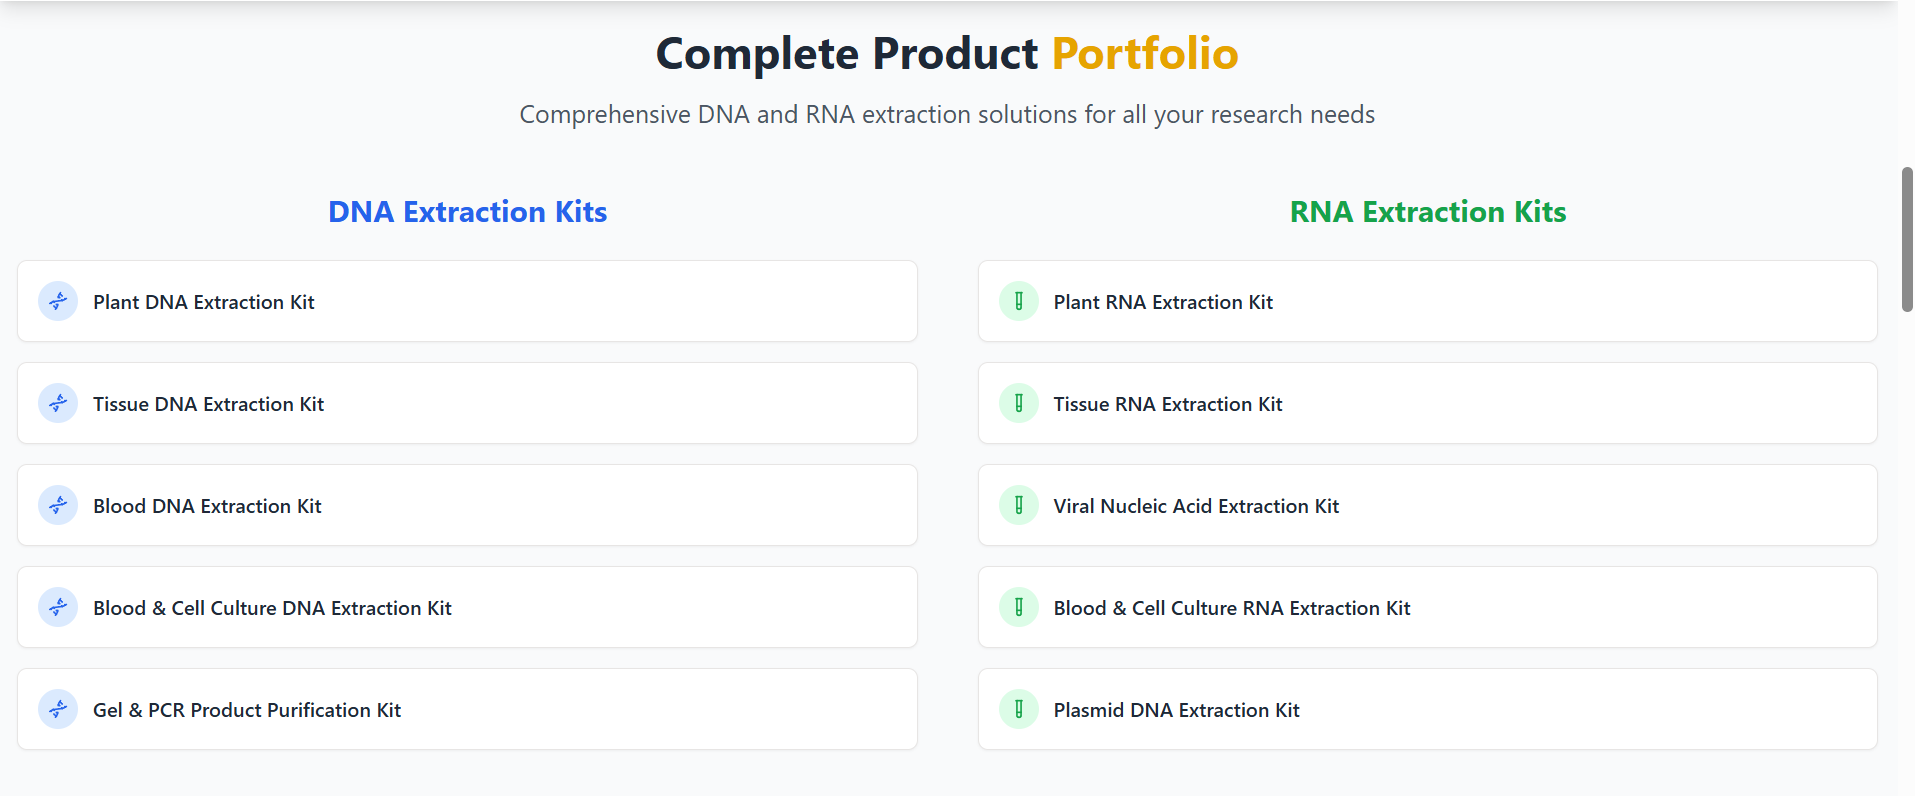 Complete Product Portfolio
Comprehensive DNA and RNA extraction solutions for all your research needs
DNA Extraction Kits
Plant DNA Extraction Kit
Tissue DNA Extraction Kit
Blood DNA Extraction Kit
Blood & Cell Culture DNA Extraction Kit
Gel & PCR Product Purification Kit
RNA Extraction Kits
Plant RNA Extraction Kit
Tissue RNA Extraction Kit
Viral Nucleic Acid Extraction Kit
Blood & Cell Culture RNA Extraction Kit
Plasmid DNA Extraction Kit